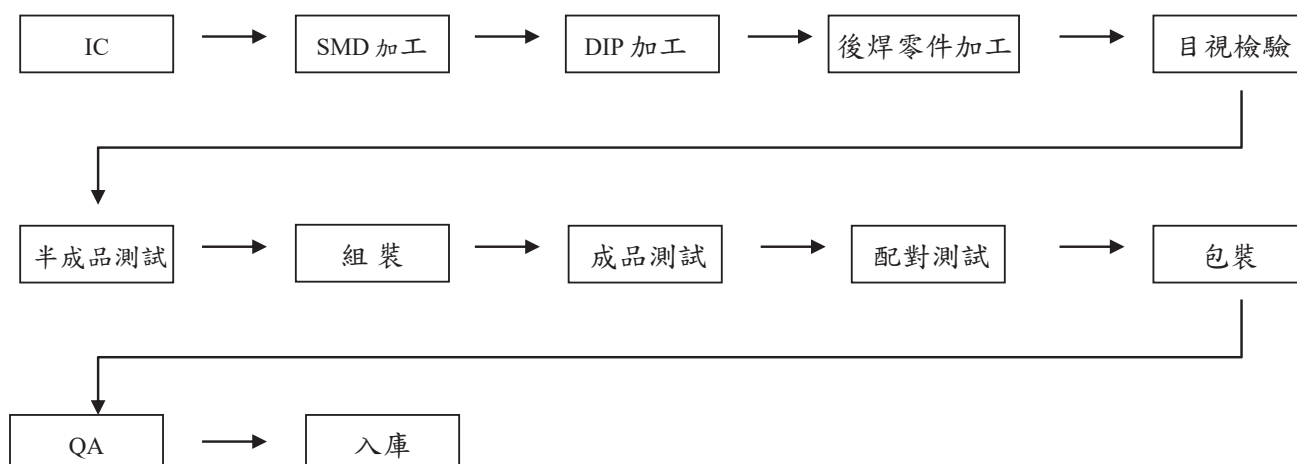 IC
SMD 加工
DIP 加工
後焊零件加工
目視檢驗
半成品測試
組 裝
成品測試
配對測試
包裝
QA
入庫